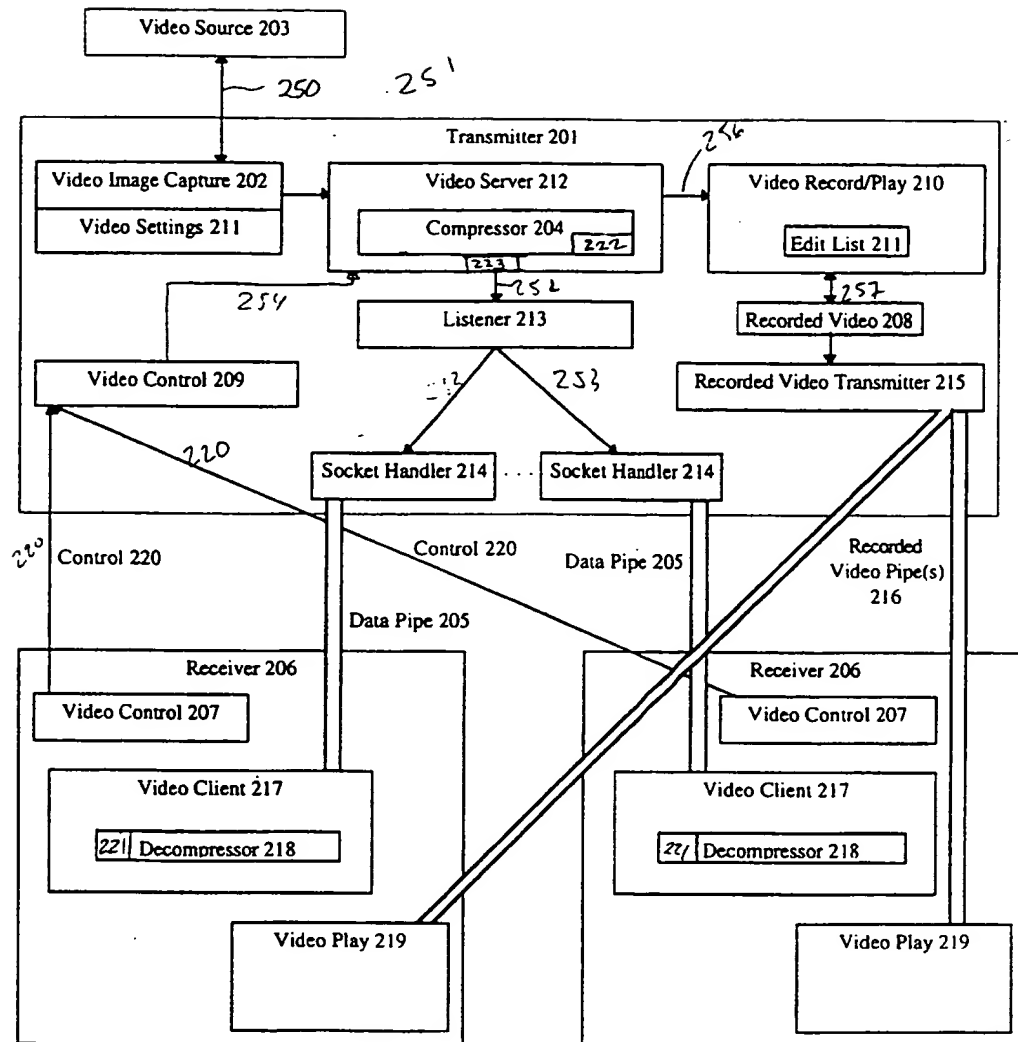 Video Source 203
250
251
Transmitter 201
256
Video Image Capture 202
Video Settings 211
Video Server 212
Compressor 204
222
223
Video Record/Play 210
Edit List 211
254
252
257
Listener 213
Recorded Video 208
Video Control 209
253
Recorded Video Transmitter 215
220
Socket Handler 214 . . . Socket Handler 214
220
Control 220
Control 220
Data Pipe 205
Recorded
Video Pipe(s)
216
Data Pipe 205
Receiver 206
Receiver 206
Video Control 207
Video Control 207
Video Client 217
Video Client 217
221 Decompressor 218
221 Decompressor 218
Video Play 219
Video Play 219